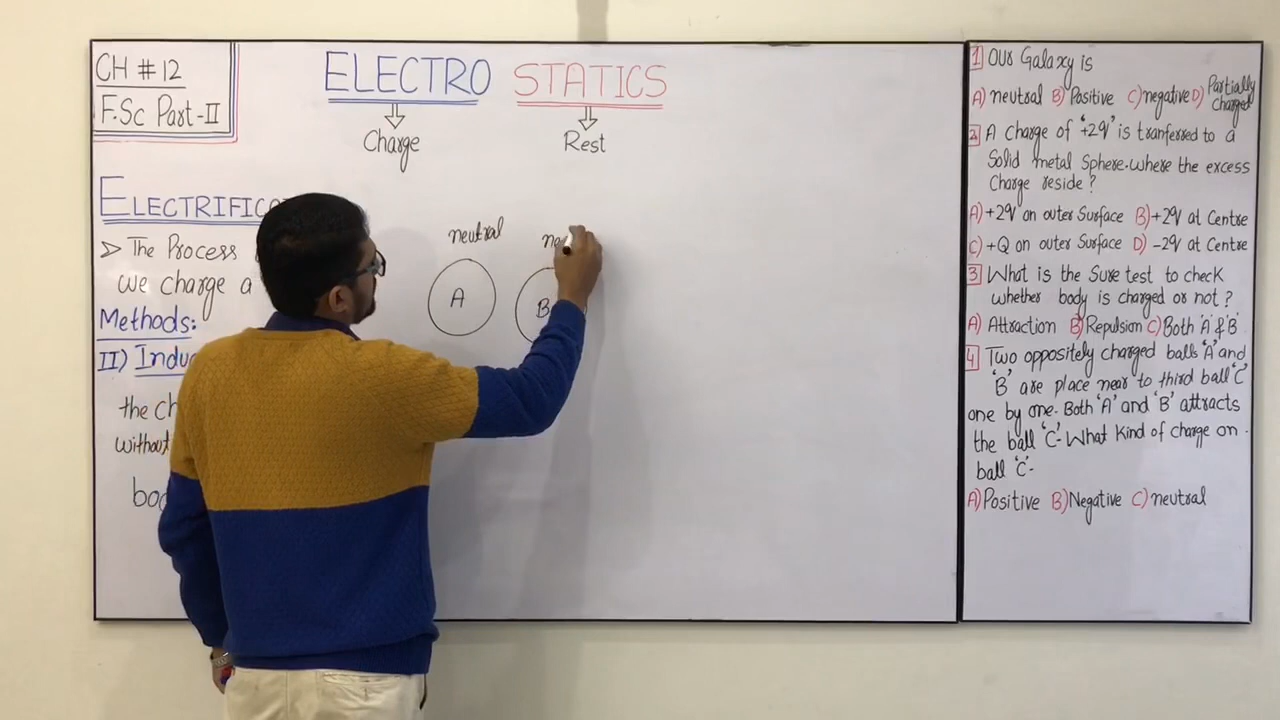 CH # 12
F.Sc Part-II
ELECTRO STATICS
Charge
Rest
ELECTRIFICA
➢ The Process
we charge a
Methods:
II) Indu
the ch
without
neutral
A
B
1 Our Galaxy is
A) neutral B) Positive C) negative D) Partially charged
2 A charge of '+2q' is tranferred to a
Solid metal Sphere. Where the excess
Charge reside?
A) +2q on outer Surface B) +2q at Centre
C) +Q on outer Surface D) -2q at Centre
3 What is the Sure test to check
whether body is charged or not?
A) Attraction B) Repulsion C) Both 'A' & 'B'
4 Two oppositely charged balls 'A' and
'B' are place near to third ball 'C'
one by one. Both 'A' and 'B' attracts
the ball 'C'- What Kind of charge on
ball 'C'-
A) Positive B) Negative C) neutral